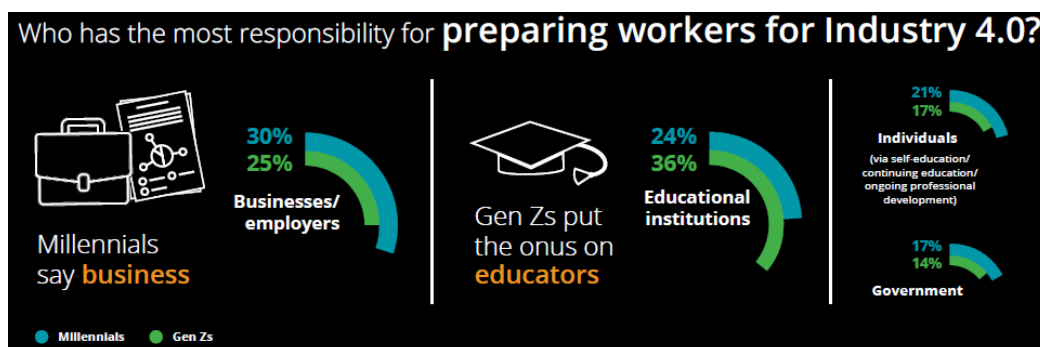 Who has the most responsibility for preparing workers for Industry 4.0?
30%
25%
Businesses/
employers
Millennials
say business
24%
36%
Educational
institutions
Gen Zs put
the onus on
educators
21%
17%
Individuals
(via self-education/
continuing education/
ongoing professional
development)
17%
14%
Government
Millennials
Gen Zs